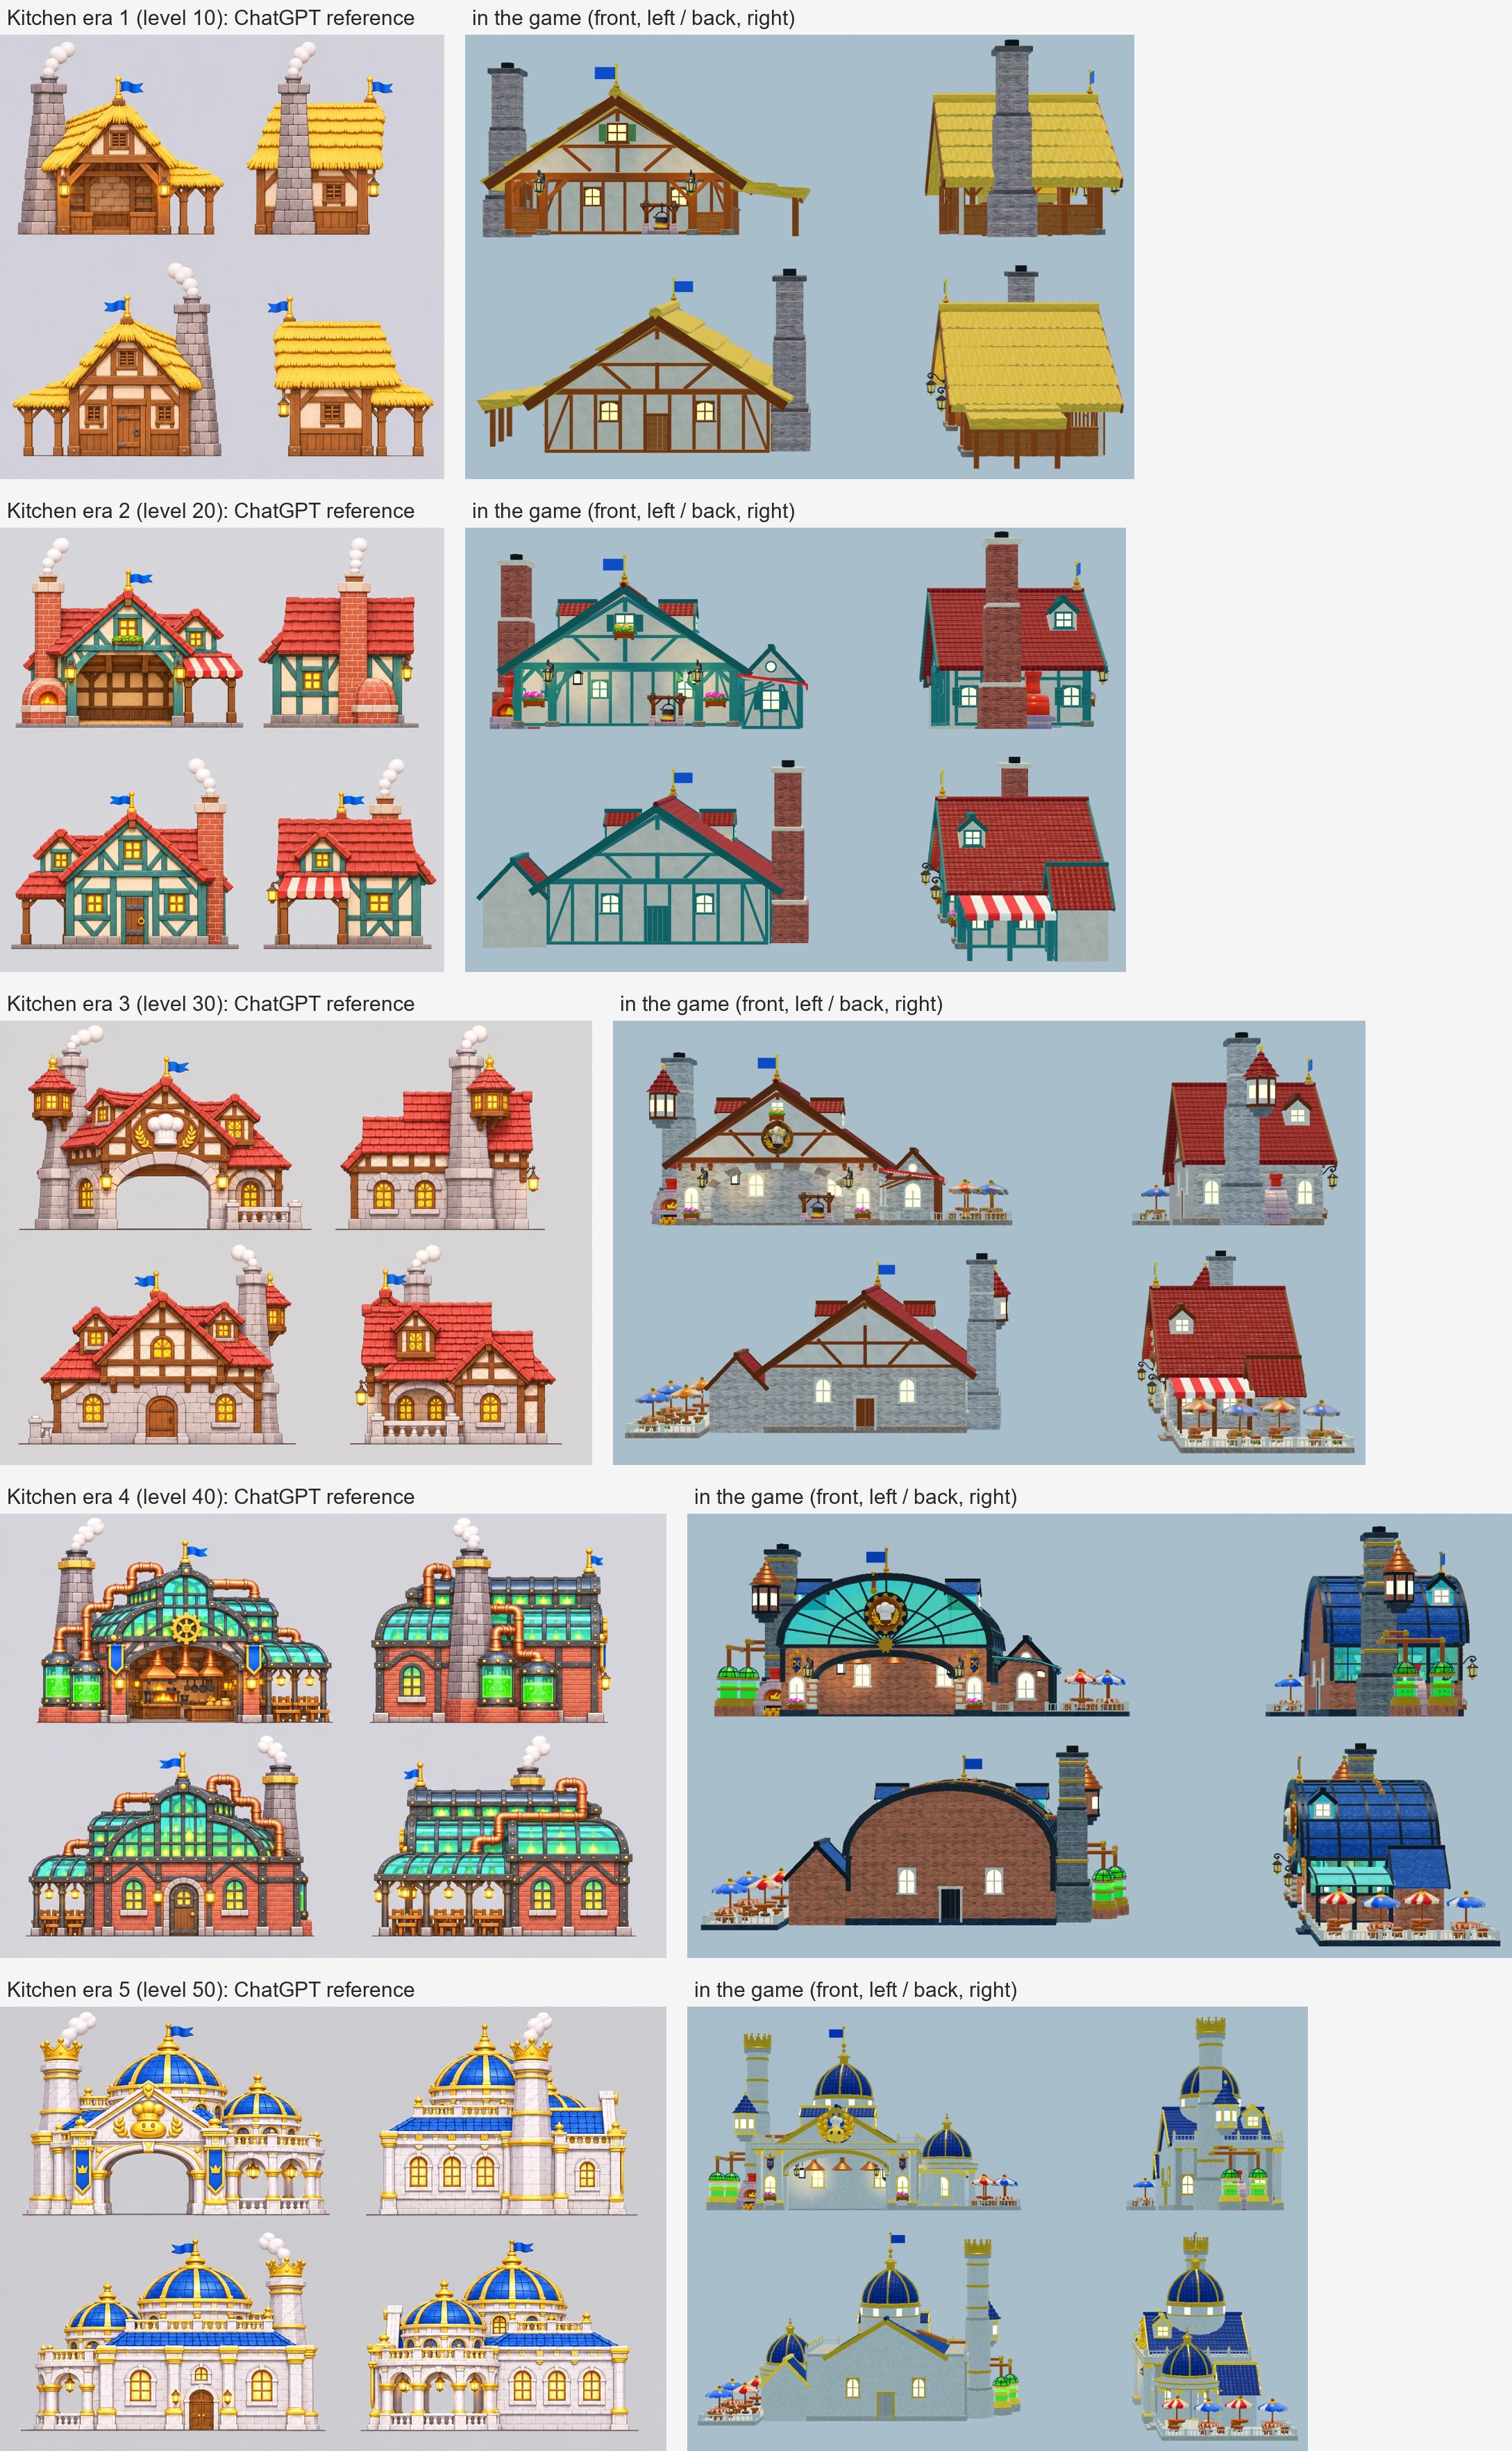 Kitchen era 1 (level 10): ChatGPT reference
in the game (front, left / back, right)
Kitchen era 2 (level 20): ChatGPT reference
in the game (front, left / back, right)
Kitchen era 3 (level 30): ChatGPT reference
in the game (front, left / back, right)
Kitchen era 4 (level 40): ChatGPT reference
in the game (front, left / back, right)
Kitchen era 5 (level 50): ChatGPT reference
in the game (front, left / back, right)